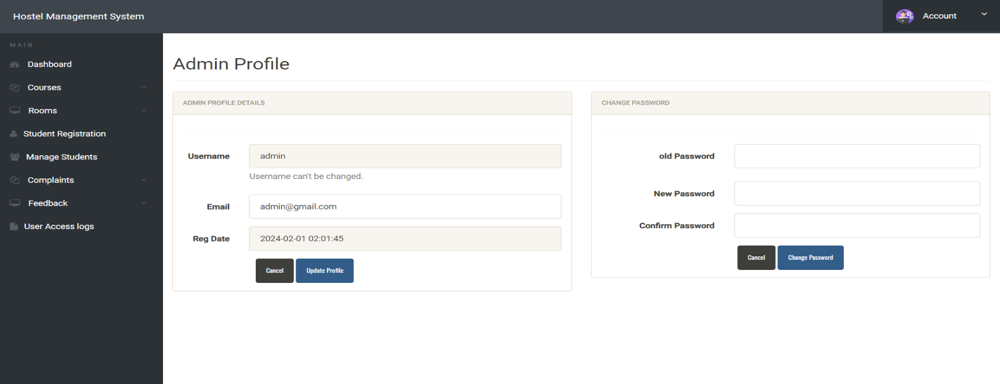 Hostel Management System
Account
MAIN
Dashboard
Courses
Rooms
Student Registration
Manage Students
Complaints
Feedback
User Access logs
Admin Profile
ADMIN PROFILE DETAILS
Username
admin
Username can't be changed.
Email
admin@gmail.com
Reg Date
2024-02-01 02:01:45
Cancel
Update Profile
CHANGE PASSWORD
old Password
New Password
Confirm Password
Cancel
Change Password